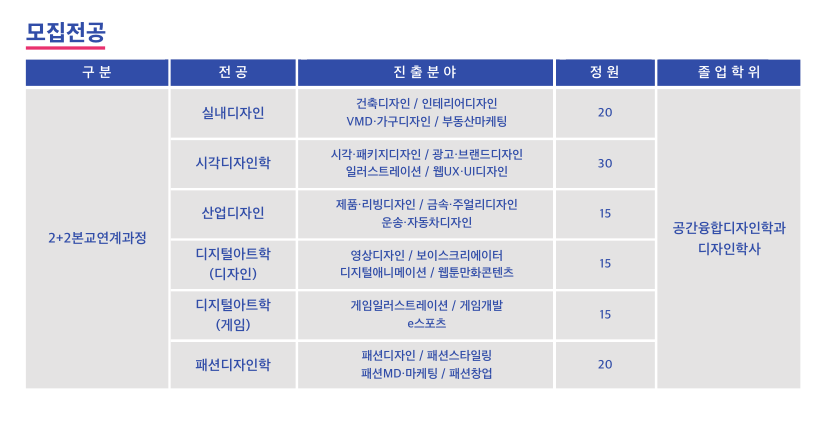 모집전공
구 분
전 공
진 출 분 야
정 원
졸 업 학 위
2+2본교연계과정
실내디자인
건축디자인 / 인테리어디자인
VMD·가구디자인 / 부동산마케팅
20
시각디자인학
시각·패키지디자인 / 광고·브랜드디자인
일러스트레이션 / 웹UX·UI디자인
30
산업디자인
제품·리빙디자인 / 금속·주얼리디자인
운송·자동차디자인
15
디지털아트학
(디자인)
영상디자인 / 보이스크리에이터
디지털애니메이션 / 웹툰만화콘텐츠
15
디지털아트학
(게임)
게임일러스트레이션 / 게임개발
e스포츠
15
패션디자인학
패션디자인 / 패션스타일링
패션MD·마케팅 / 패션창업
20
공간융합디자인학과
디자인학사